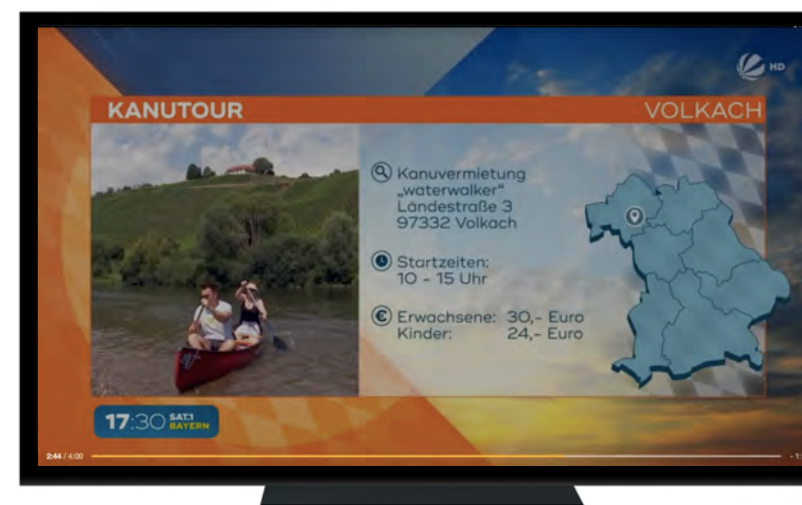 HD
KANUTOUR
VOLKACH
Kanuvermietung
„waterwalker“
Ländestraße 3
97332 Volkach
Startzeiten:
10 - 15 Uhr
Erwachsene: 30,- Euro
Kinder: 24,- Euro
17:30 SAT.1
BAYERN
2:44 / 4:00